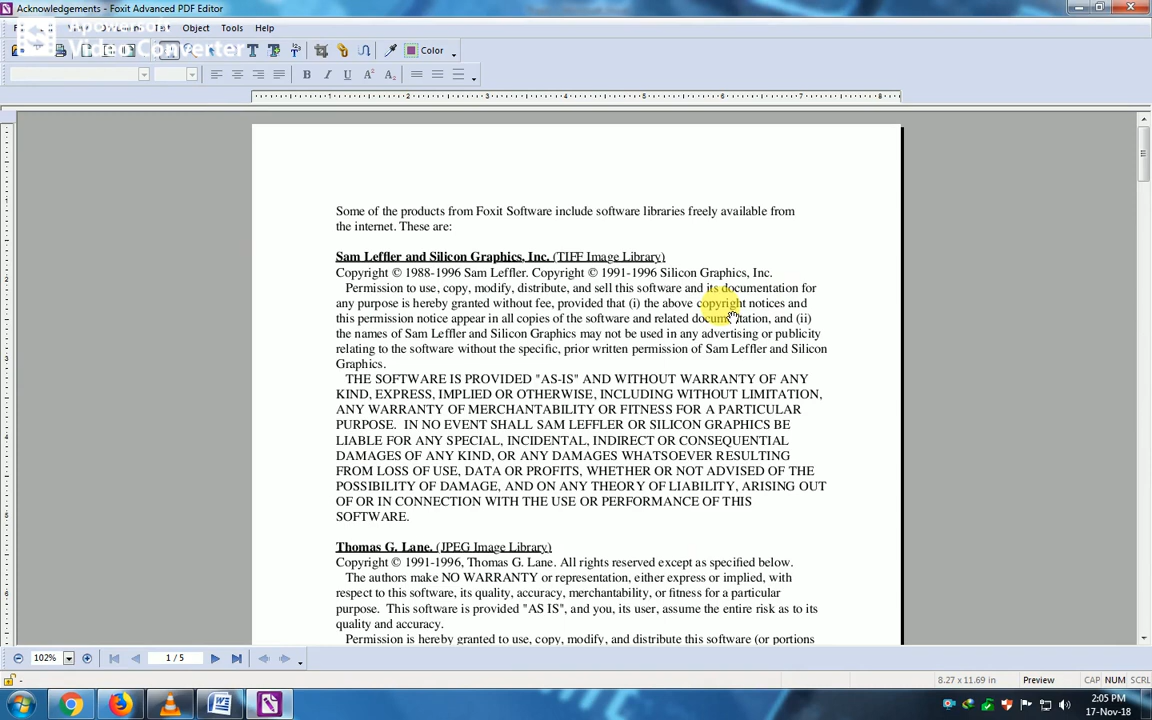 Acknowledgements - Foxit Advanced PDF Editor
Object Tools Help
Apowersoft
Video Converter
Color
B I U A A
1 2 3 4 5 6 7 8
Some of the products from Foxit Software include software libraries freely available from
the internet. These are:
Sam Leffler and Silicon Graphics, Inc. (TIFF Image Library)
Copyright © 1988-1996 Sam Leffler. Copyright © 1991-1996 Silicon Graphics, Inc.
Permission to use, copy, modify, distribute, and sell this software and its documentation for
any purpose is hereby granted without fee, provided that (i) the above copyright notices and
this permission notice appear in all copies of the software and related documentation, and (ii)
the names of Sam Leffler and Silicon Graphics may not be used in any advertising or publicity
relating to the software without the specific, prior written permission of Sam Leffler and Silicon
Graphics.
THE SOFTWARE IS PROVIDED "AS-IS" AND WITHOUT WARRANTY OF ANY
KIND, EXPRESS, IMPLIED OR OTHERWISE, INCLUDING WITHOUT LIMITATION,
ANY WARRANTY OF MERCHANTABILITY OR FITNESS FOR A PARTICULAR
PURPOSE. IN NO EVENT SHALL SAM LEFFLER OR SILICON GRAPHICS BE
LIABLE FOR ANY SPECIAL, INCIDENTAL, INDIRECT OR CONSEQUENTIAL
DAMAGES OF ANY KIND, OR ANY DAMAGES WHATSOEVER RESULTING
FROM LOSS OF USE, DATA OR PROFITS, WHETHER OR NOT ADVISED OF THE
POSSIBILITY OF DAMAGE, AND ON ANY THEORY OF LIABILITY, ARISING OUT
OF OR IN CONNECTION WITH THE USE OR PERFORMANCE OF THIS
SOFTWARE.
Thomas G. Lane. (JPEG Image Library)
Copyright © 1991-1996, Thomas G. Lane. All rights reserved except as specified below.
The authors make NO WARRANTY or representation, either express or implied, with
respect to this software, its quality, accuracy, merchantability, or fitness for a particular
purpose. This software is provided "AS IS", and you, its user, assume the entire risk as to its
quality and accuracy.
Permission is hereby granted to use, copy, modify, and distribute this software (or portions
102% 1 / 5
8.27 x 11.69 in Preview CAP NUM SCRL
2:05 PM
17-Nov-18